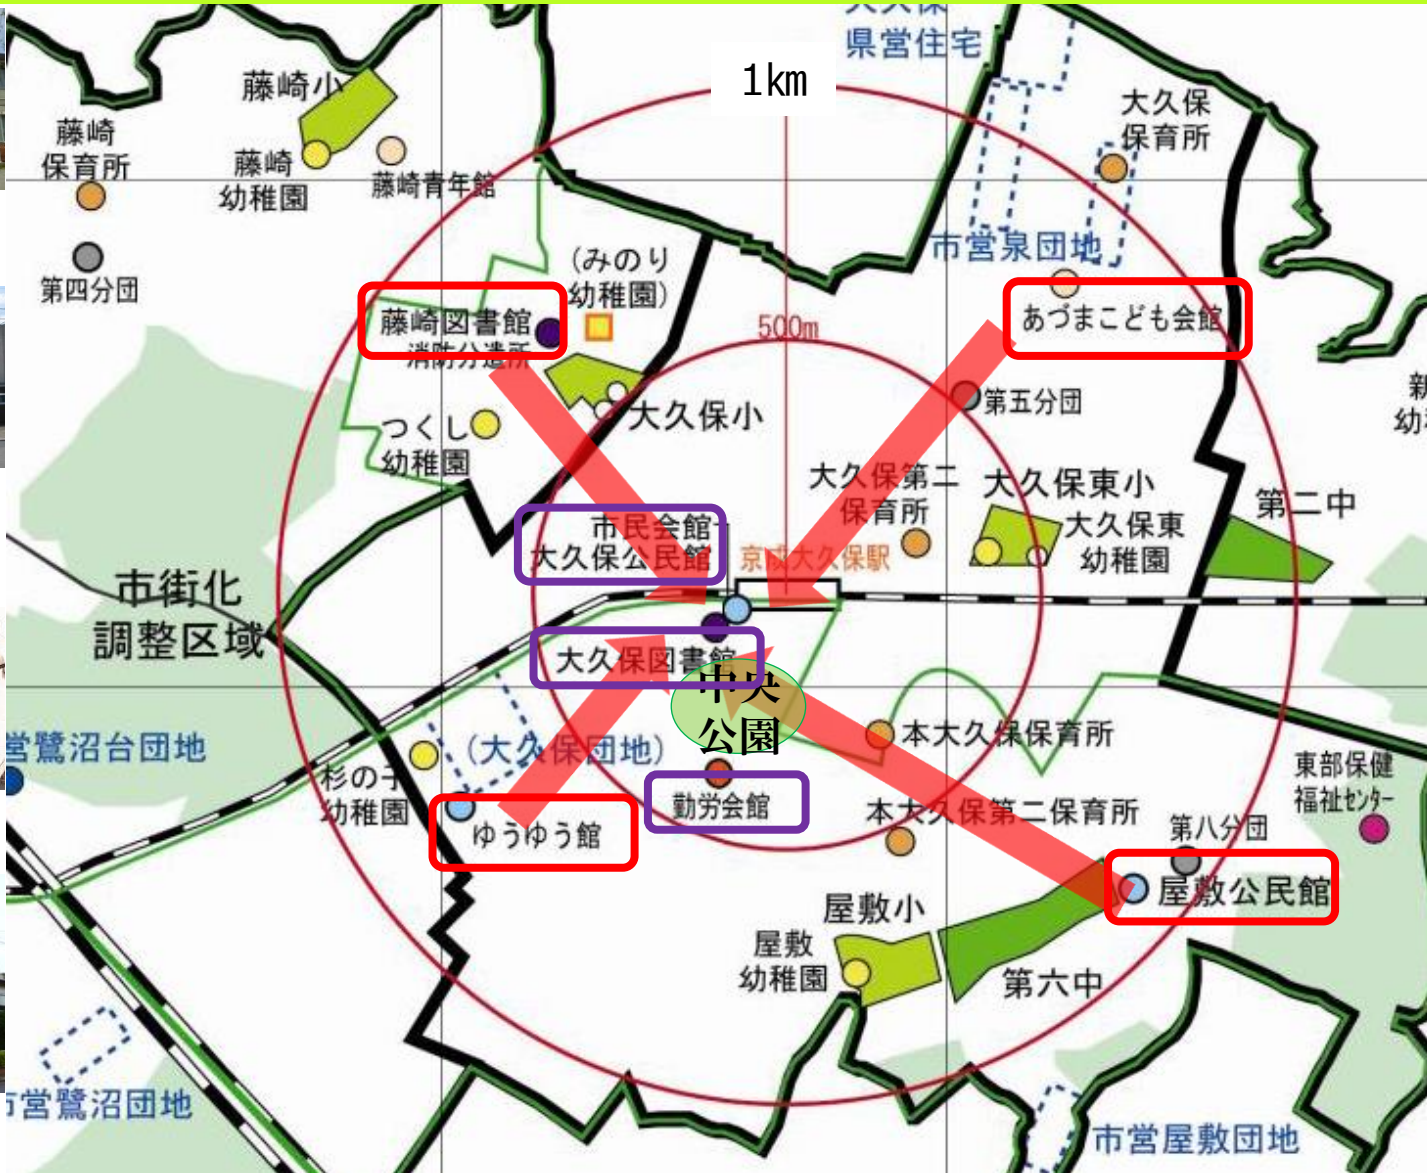 大久保
県営住宅
1km
藤崎小
藤崎
保育所
藤崎
幼稚園
藤崎青年館
大久保
保育所
第四分団
(みのり
幼稚園)
市営泉団地
藤崎図書館
消防分遣所
500m
あづまこども会館
つくし
幼稚園
大久保小
第五分団
新
幼
大久保第二
保育所
大久保東小
大久保東
幼稚園
第二中
市民会館
大久保公民館
京成大久保駅
市街化
調整区域
大久保図書館
中央
公園
営鷺沼台団地
杉の子
幼稚園
(大久保団地)
本大久保保育所
東部保健
福祉センター
勤労会館
本大久保第二保育所
第八分団
ゆうゆう館
屋敷公民館
屋敷小
屋敷
幼稚園
第六中
市営鷺沼団地
市営屋敷団地